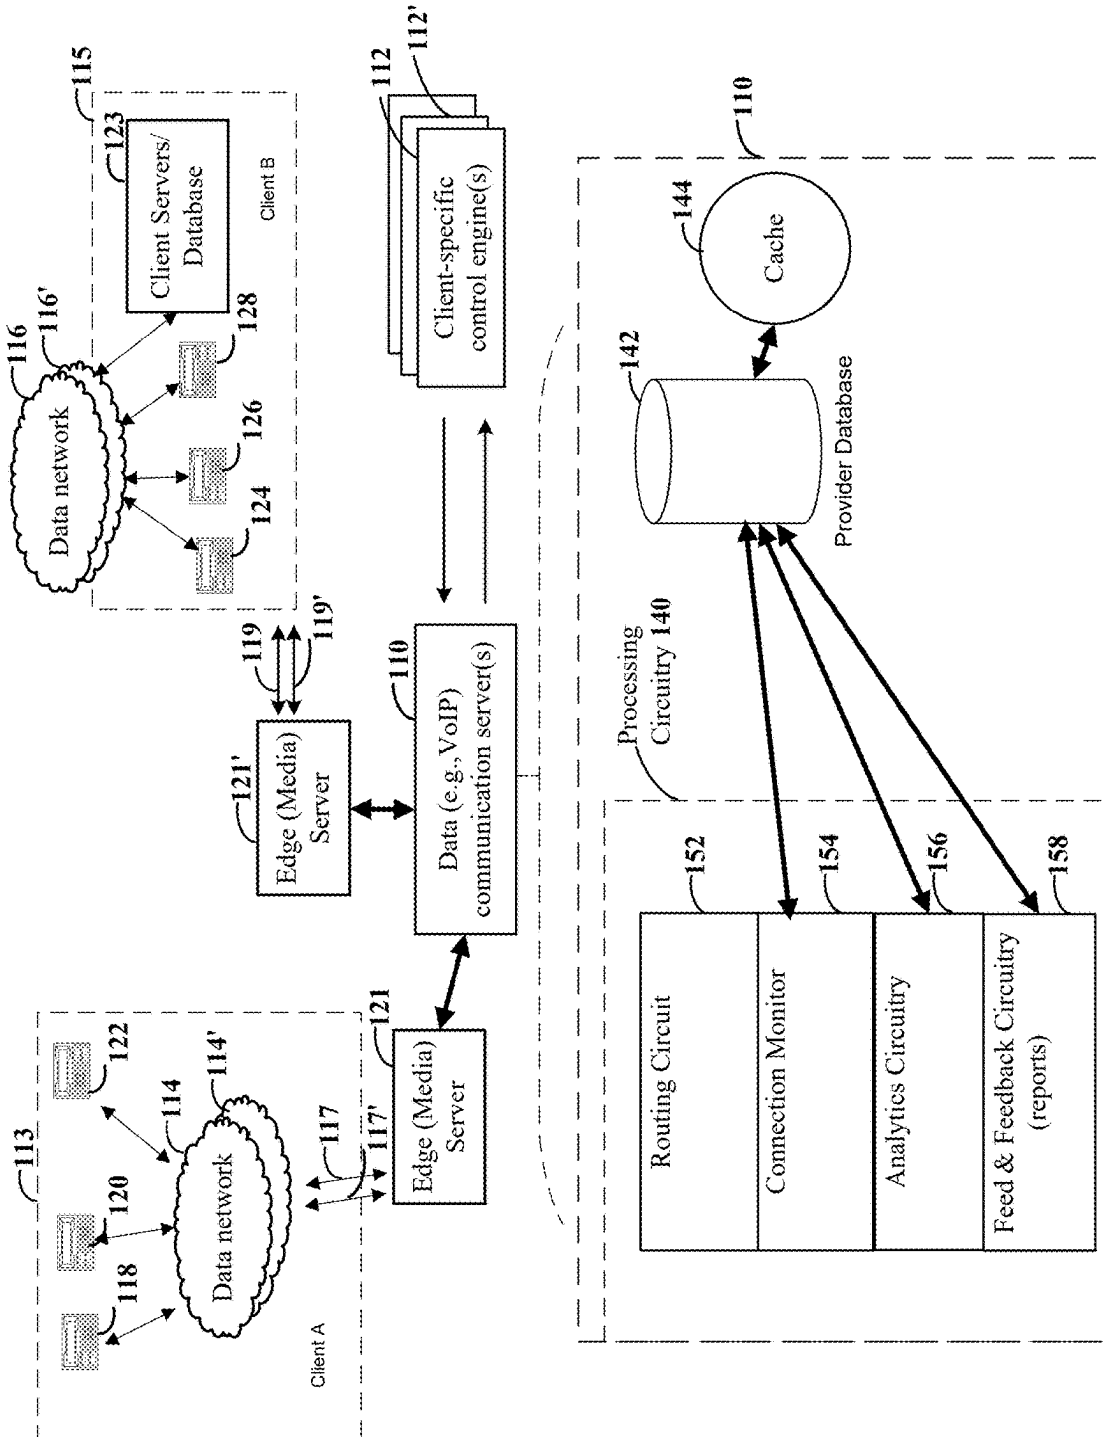 113
122
120
118
114
114'
Data network
Client A
117
117'
121
Edge (Media)
Server
121'
Edge (Media)
Server
119
119'
116
116'
Data network
115
123
Client Servers/
Database
128
126
124
Client B
110
Data (e.g., VoIP)
communication server(s)
112
112'
Client-specific
control engine(s)
110
Processing
Circuitry 140
152
Routing Circuit
154
Connection Monitor
156
Analytics Circuitry
158
Feed & Feedback Circuitry
(reports)
142
Provider Database
144
Cache